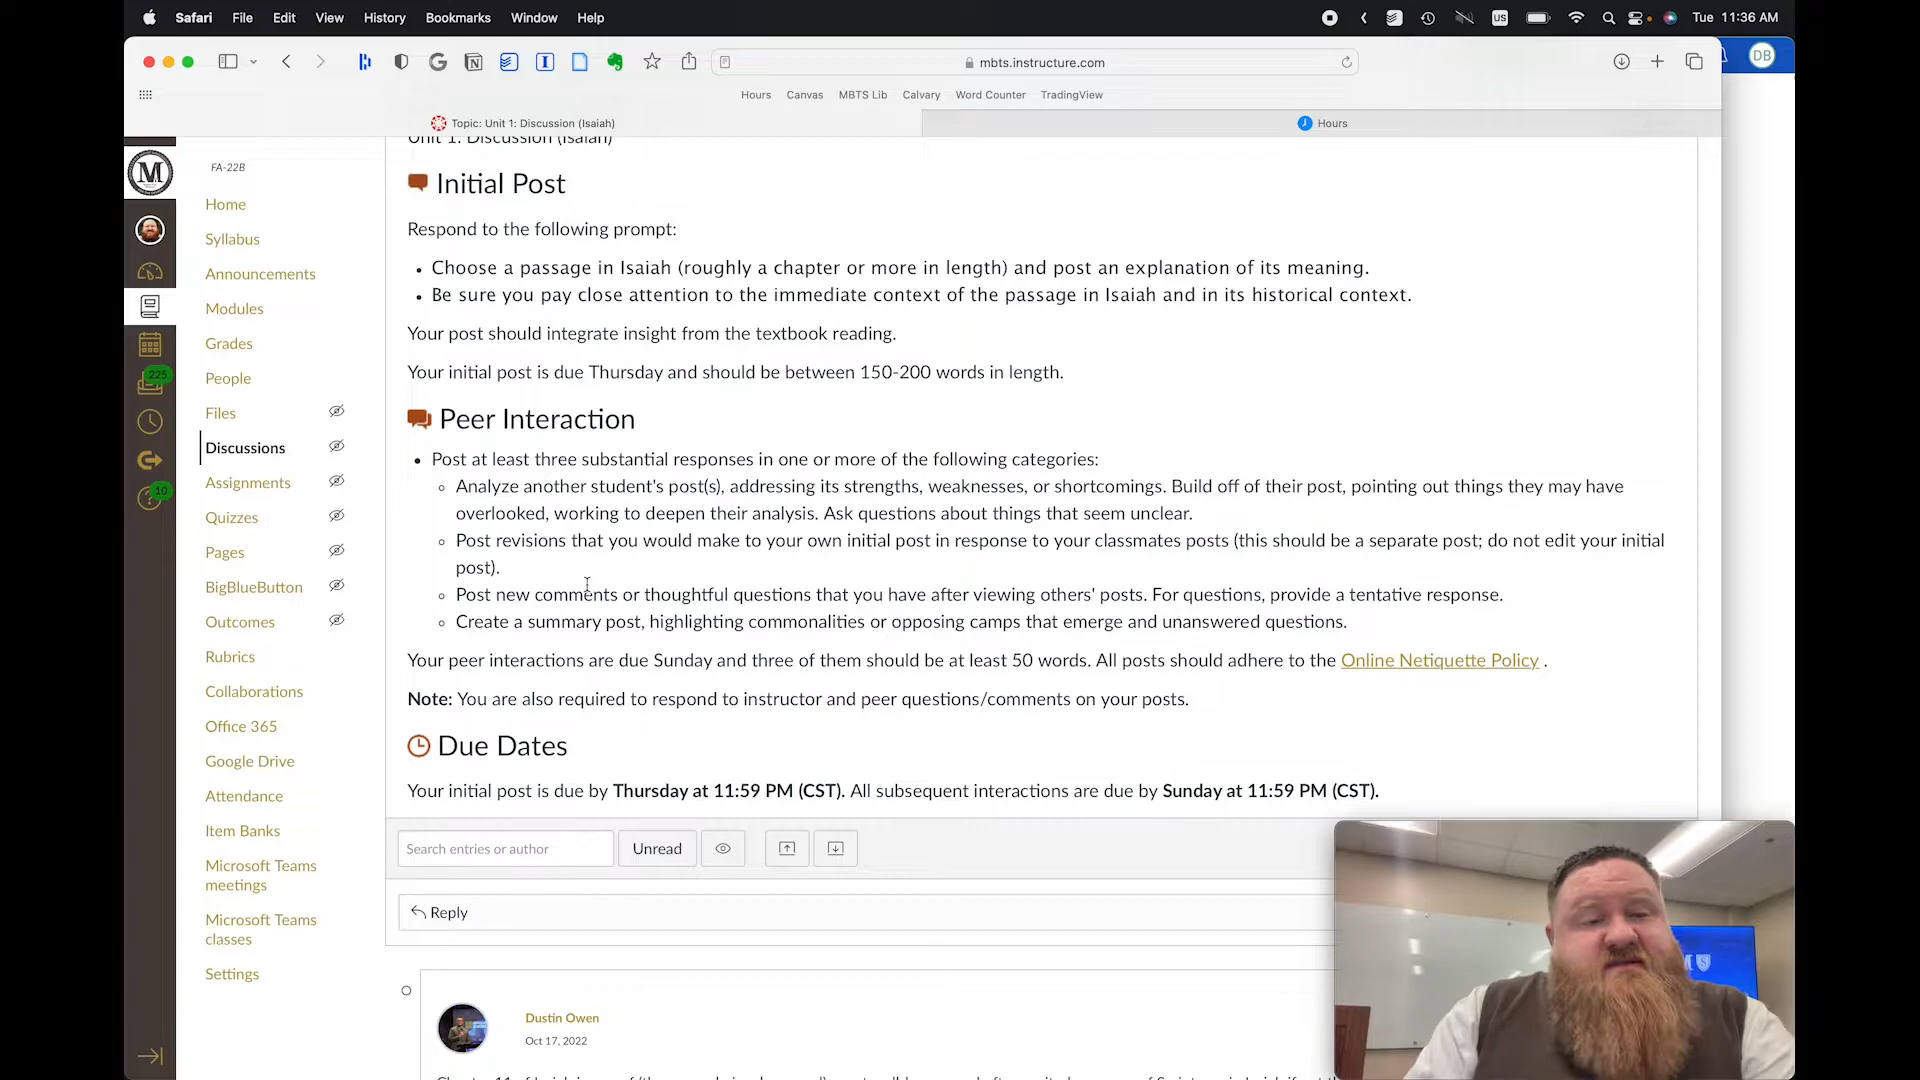 Safari File Edit View History Bookmarks Window Help
US
Tue 11:36 AM
mbts.instructure.com
DB
Hours Canvas MBTS Lib Calvary Word Counter TradingView
Topic: Unit 1: Discussion (Isaiah)
Hours
FA-22B
Home
Syllabus
Announcements
Modules
Grades
People
Files
Discussions
Assignments
Quizzes
Pages
BigBlueButton
Outcomes
Rubrics
Collaborations
Office 365
Google Drive
Attendance
Item Banks
Microsoft Teams
meetings
Microsoft Teams
classes
Settings
225
10
Unit 1: Discussion (Isaiah)
Initial Post
Respond to the following prompt:
Choose a passage in Isaiah (roughly a chapter or more in length) and post an explanation of its meaning.
Be sure you pay close attention to the immediate context of the passage in Isaiah and in its historical context.
Your post should integrate insight from the textbook reading.
Your initial post is due Thursday and should be between 150-200 words in length.
Peer Interaction
Post at least three substantial responses in one or more of the following categories:
Analyze another student's post(s), addressing its strengths, weaknesses, or shortcomings. Build off of their post, pointing out things they may have
overlooked, working to deepen their analysis. Ask questions about things that seem unclear.
Post revisions that you would make to your own initial post in response to your classmates posts (this should be a separate post; do not edit your initial
post).
Post new comments or thoughtful questions that you have after viewing others' posts. For questions, provide a tentative response.
Create a summary post, highlighting commonalities or opposing camps that emerge and unanswered questions.
Your peer interactions are due Sunday and three of them should be at least 50 words. All posts should adhere to the Online Netiquette Policy .
Note: You are also required to respond to instructor and peer questions/comments on your posts.
Due Dates
Your initial post is due by Thursday at 11:59 PM (CST). All subsequent interactions are due by Sunday at 11:59 PM (CST).
Search entries or author
Unread
Reply
Dustin Owen
Oct 17, 2022